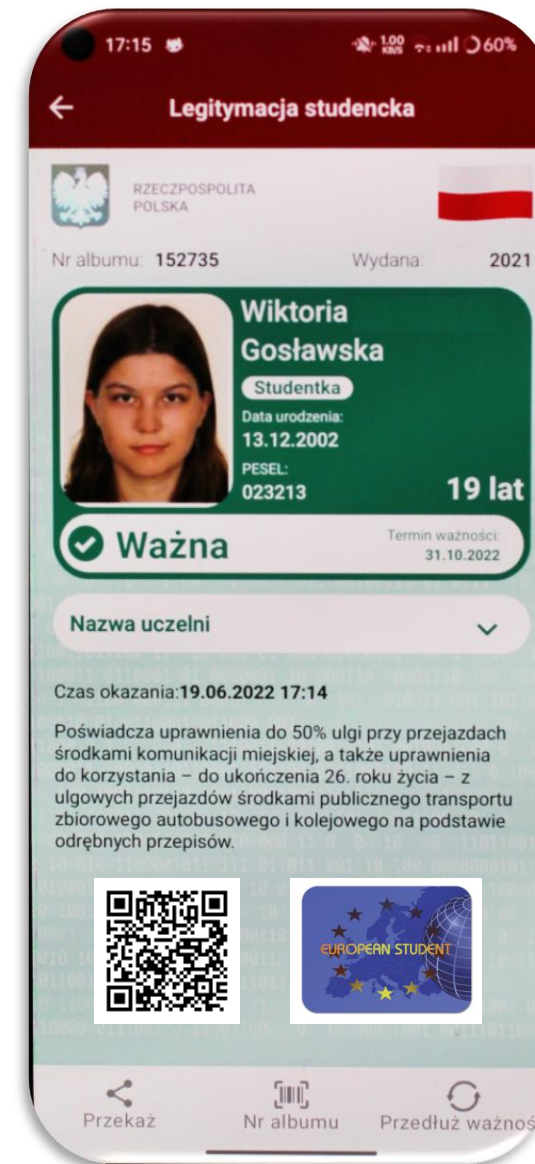 17:15
1.00
KB/S
60%
Legitymacja studencka
RZECZPOSPOLITA
POLSKA
Nr albumu: 152735
Wydana: 2021
Wiktoria
Gosławska
Studentka
Data urodzenia:
13.12.2002
PESEL:
023213
19 lat
Ważna
Termin ważności:
31.10.2022
Nazwa uczelni
Czas okazania:19.06.2022 17:14
Poświadcza uprawnienia do 50% ulgi przy przejazdach
środkami komunikacji miejskiej, a także uprawnienia
do korzystania – do ukończenia 26. roku życia – z
ulgowych przejazdów środkami publicznego transportu
zbiorowego autobusowego i kolejowego na podstawie
odrębnych przepisów.
EUROPEAN STUDENT
Przekaż
Nr albumu
Przedłuż ważnoś